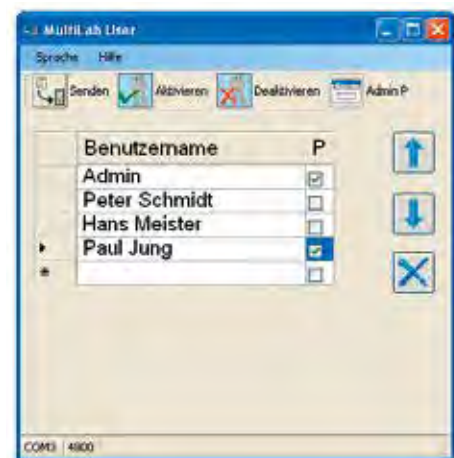 MultiLab User
Sprache Hilfe
Senden Aktivieren Deaktivieren Admin P
Benutzername P
Admin
Peter Schmidt
Hans Meister
Paul Jung
*
COM3 4800